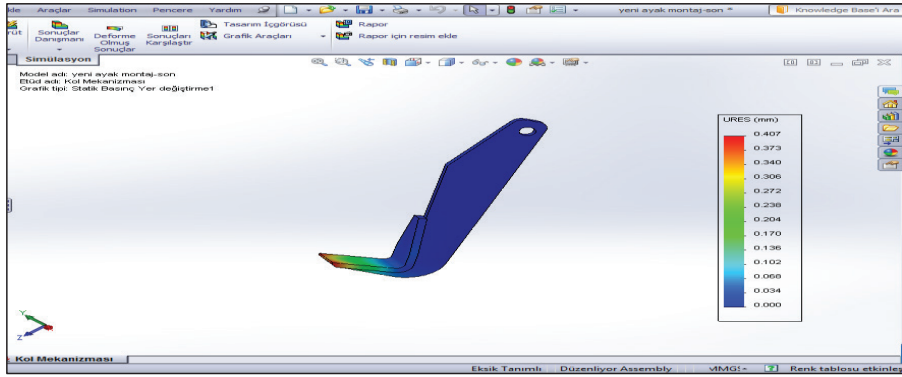 Araçlar Simulation Pencere Yardım yeni ayak montaj-son * Knowledge Base'i Ara
Sonuçlar Danışmanı
Deforme Olmuş Sonuçlar
Sonuçları Karşılaştır
Tasarım İçgörüsü
Grafik Araçları
Rapor
Rapor için resim ekle
Simülasyon
Model adı: yeni ayak montaj-son
Etüd adı: Kol Mekanizması
Grafik tipi: Statik Basınç Yer değiştirme1
URES (mm)
0.407
0.373
0.340
0.306
0.272
0.238
0.204
0.170
0.136
0.102
0.068
0.034
0.000
Y
Z
Kol Mekanizması
Eksik Tanımlı Düzenliyor Assembly Renk tablosu etkinleş